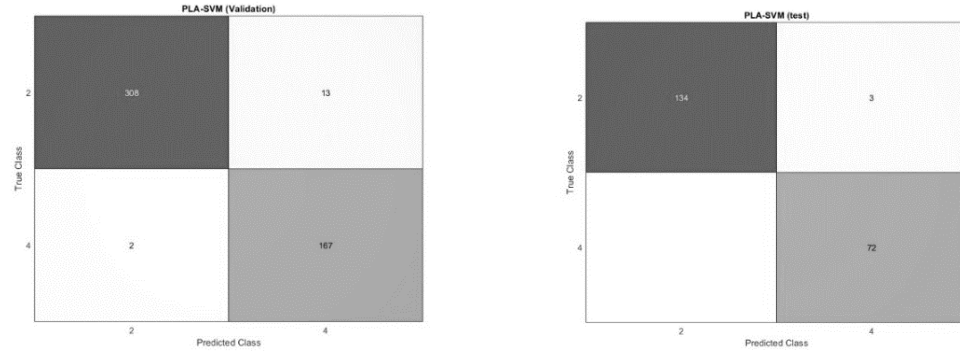 PLA-SVM (Validation)
2
308
13
True Class
4
2
167
2
4
Predicted Class
PLA-SVM (test)
2
134
3
True Class
4
72
2
4
Predicted Class